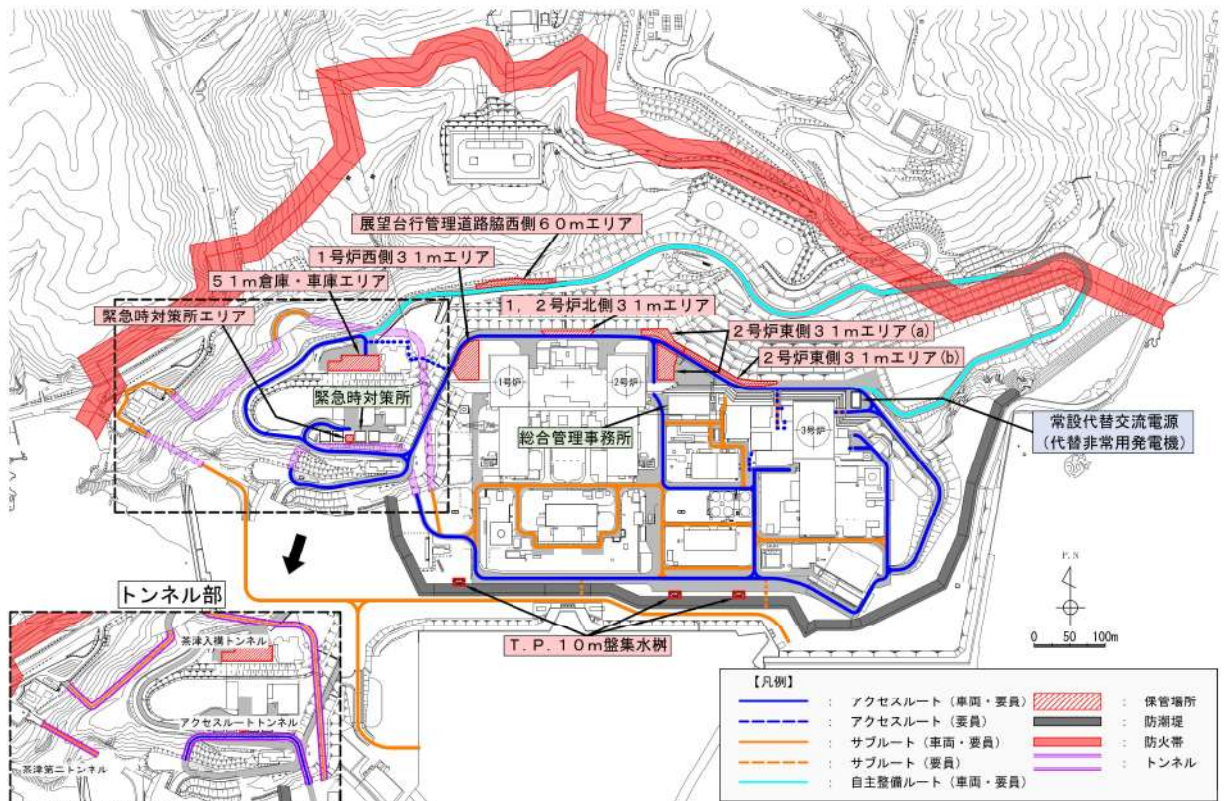 展望台行管理道路脇西側60mエリア
1号炉西側31mエリア
51m倉庫・車庫エリア
緊急時対策所エリア
1,2号炉北側31mエリア
2号炉東側31mエリア(a)
2号炉東側31mエリア(b)
緊急時対策所
1号炉
2号炉
3号炉
総合管理事務所
常設代替交流電源
(代替非常用発電機)
T.P.10m盤集水桝
P.N
0 50 100m
トンネル部
茶津入構トンネル
アクセスルートトンネル
茶津第二トンネル
【凡例】
: アクセスルート(車両・要員)
: アクセスルート(要員)
: サブルート(車両・要員)
: サブルート(要員)
: 自主整備ルート(車両・要員)
: 保管場所
: 防潮堤
: 防火帯
: トンネル